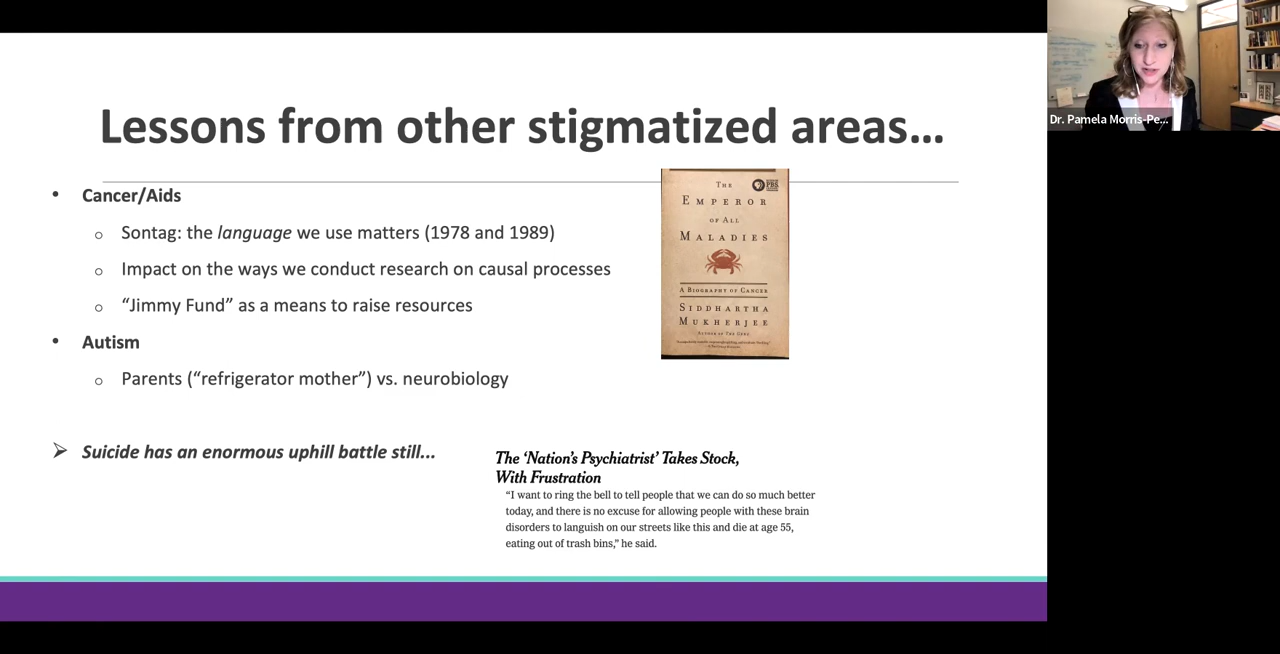 Lessons from other stigmatized areas...
• Cancer/Aids
o Sontag: the language we use matters (1978 and 1989)
o Impact on the ways we conduct research on causal processes
o “Jimmy Fund” as a means to raise resources
• Autism
o Parents (“refrigerator mother”) vs. neurobiology
➢ Suicide has an enormous uphill battle still...
THE
EMPEROR
OF ALL
MALADIES
PBS
A BIOGRAPHY OF CANCER
SIDDHARTHA
MUKHERJEE
AUTHOR OF THE GENE
The ‘Nation’s Psychiatrist’ Takes Stock,
With Frustration
“I want to ring the bell to tell people that we can do so much better
today, and there is no excuse for allowing people with these brain
disorders to languish on our streets like this and die at age 55,
eating out of trash bins,” he said.
Dr. Pamela Morris-Pe...